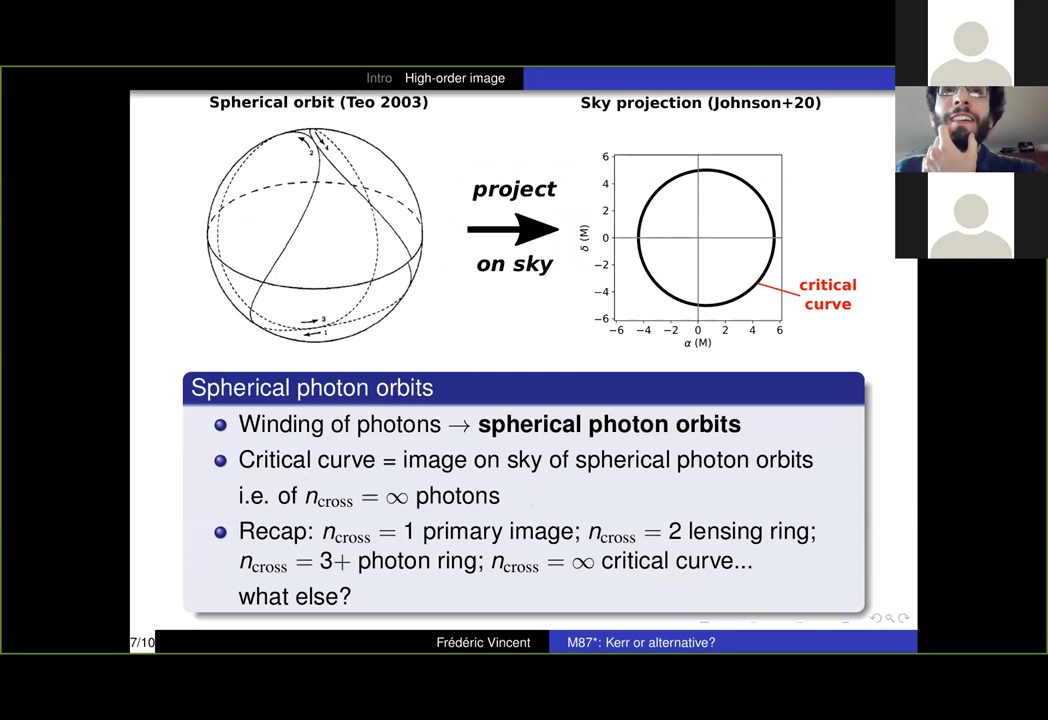 Intro High-order image
Spherical orbit (Teo 2003)
Sky projection (Johnson+20)
2
4
3
1
project
on sky
6
4
2
0
−2
−4
−6
δ (M)
−6 −4 −2 0 2 4 6
α (M)
critical
curve
Spherical photon orbits
Winding of photons → spherical photon orbits
Critical curve = image on sky of spherical photon orbits
i.e. of ncross = ∞ photons
Recap: ncross = 1 primary image; ncross = 2 lensing ring;
ncross = 3+ photon ring; ncross = ∞ critical curve...
what else?
7/10 Frédéric Vincent M87*: Kerr or alternative?